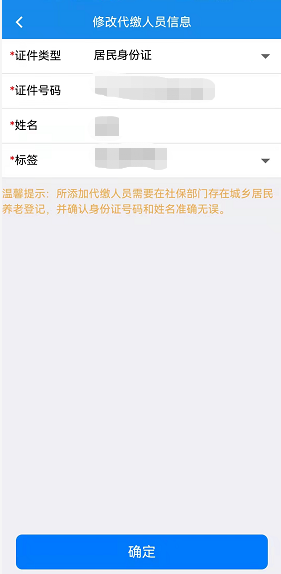 修改代缴人员信息
*证件类型 居民身份证
*证件号码
*姓名
*标签
温馨提示：所添加代缴人员需要在社保部门存在城乡居民
养老登记，并确认身份证号码和姓名准确无误。
确定